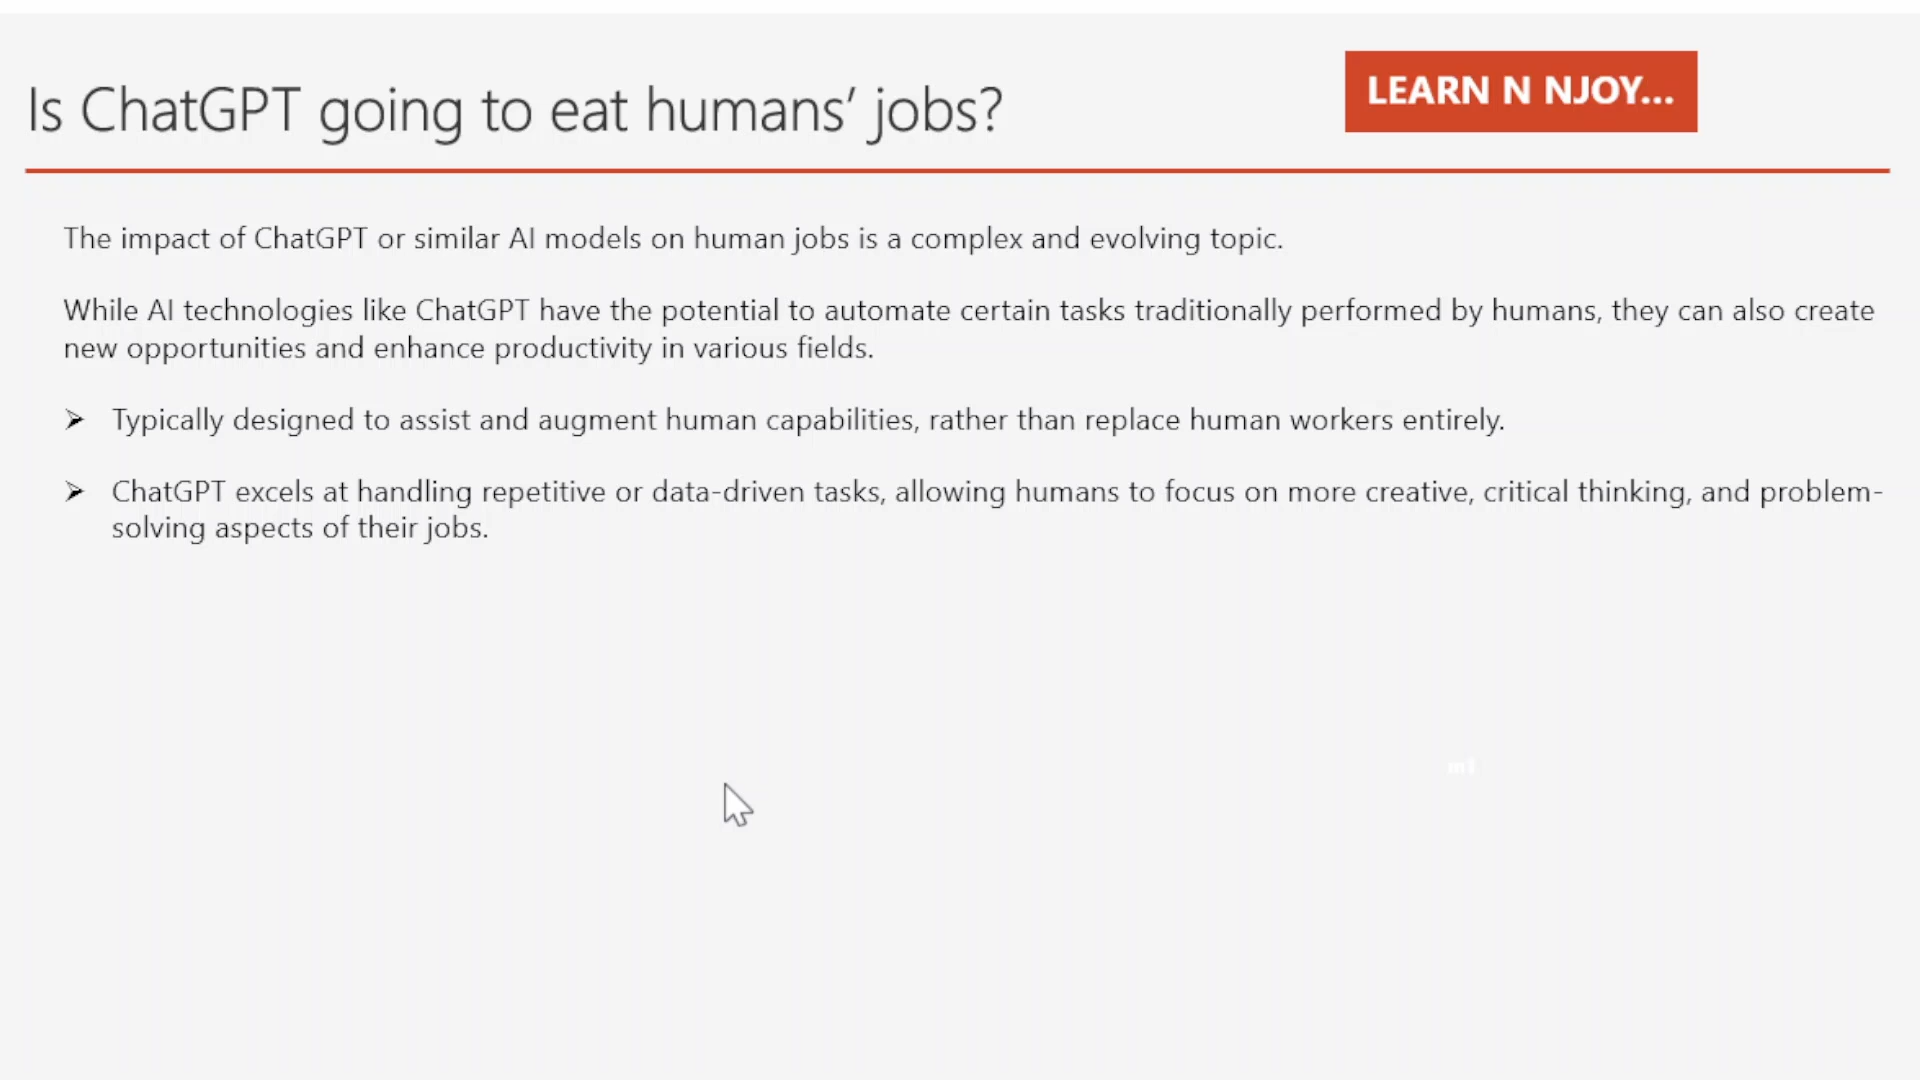 Is ChatGPT going to eat humans’ jobs?
LEARN N NJOY...
The impact of ChatGPT or similar AI models on human jobs is a complex and evolving topic.
While AI technologies like ChatGPT have the potential to automate certain tasks traditionally performed by humans, they can also create
new opportunities and enhance productivity in various fields.
➢ Typically designed to assist and augment human capabilities, rather than replace human workers entirely.
➢ ChatGPT excels at handling repetitive or data-driven tasks, allowing humans to focus on more creative, critical thinking, and problem-
solving aspects of their jobs.